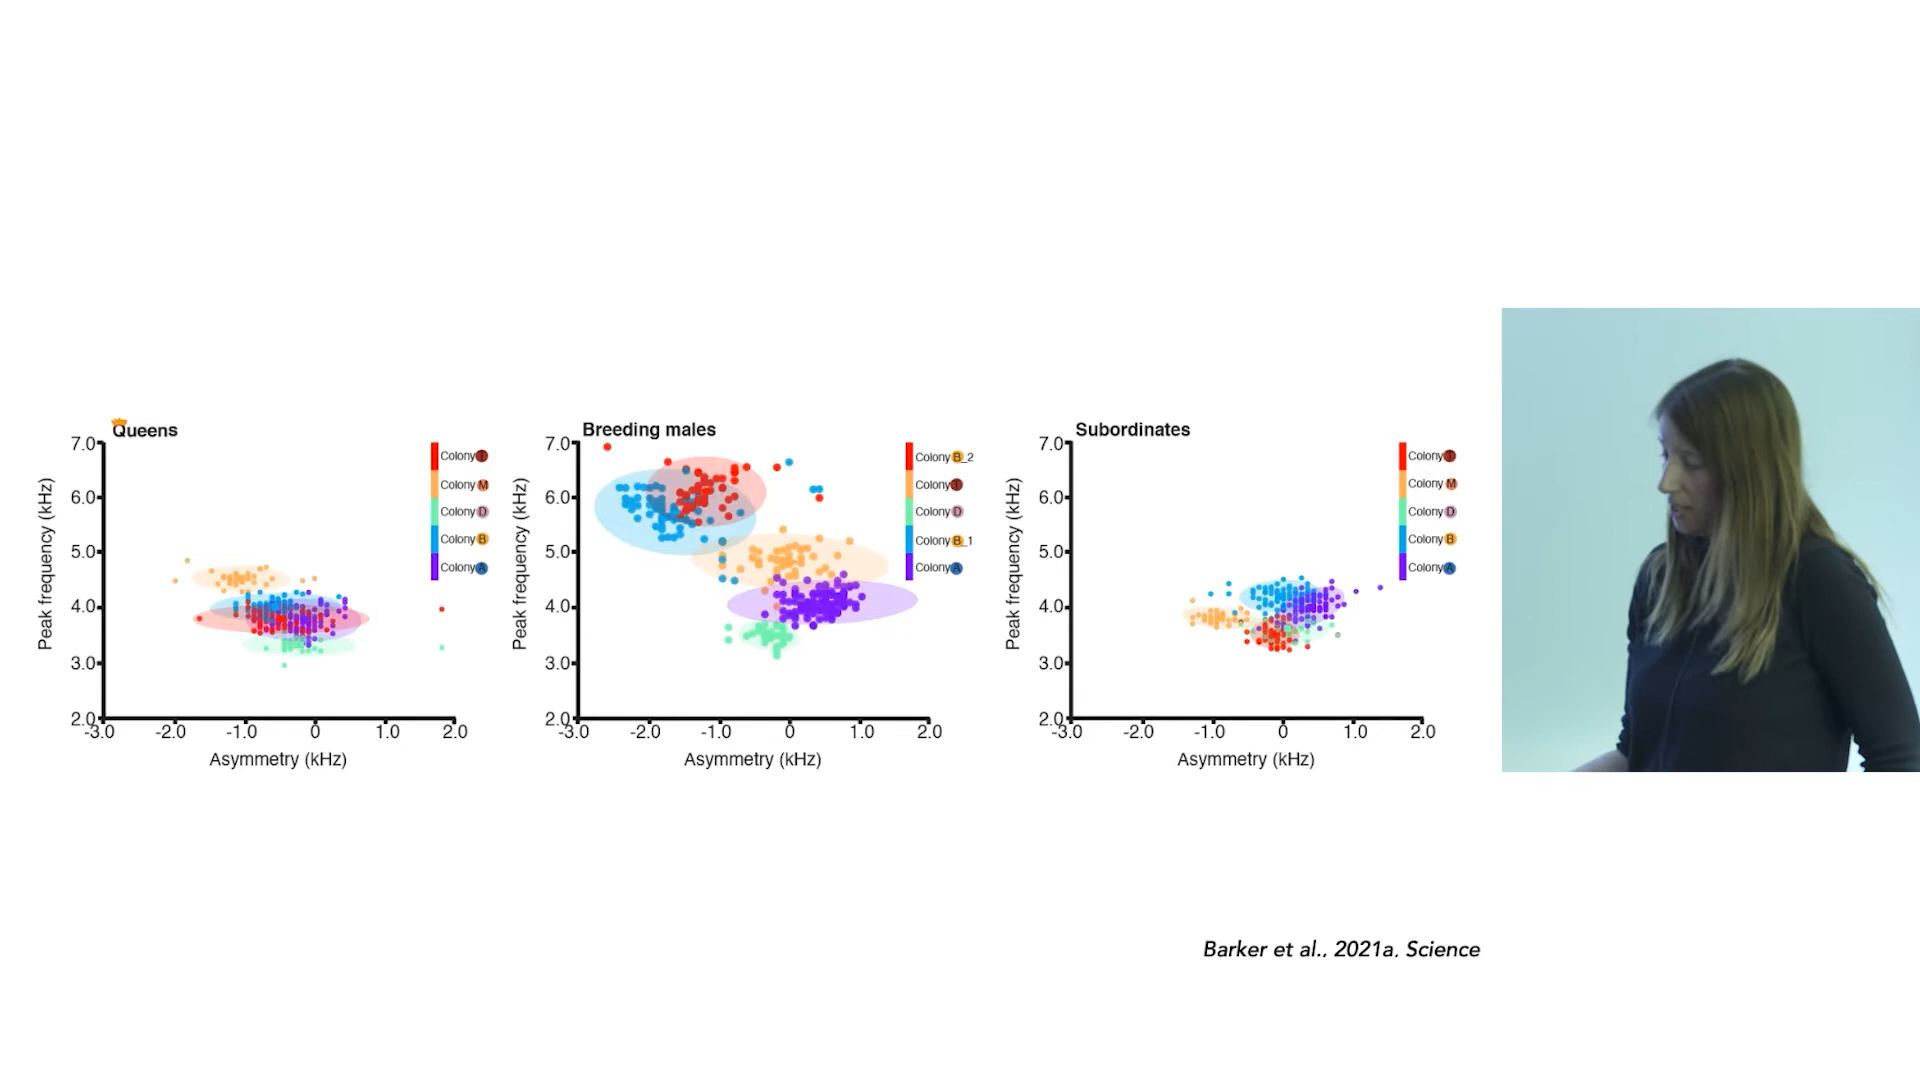 Queens
7.0
6.0
5.0
4.0
3.0
2.0
-3.0 -2.0 -1.0 0 1.0 2.0
Peak frequency (kHz)
Asymmetry (kHz)
Colony T
Colony M
Colony D
Colony B
Colony A
Breeding males
7.0
6.0
5.0
4.0
3.0
2.0
-3.0 -2.0 -1.0 0 1.0 2.0
Peak frequency (kHz)
Asymmetry (kHz)
Colony B_2
Colony T
Colony D
Colony B_1
Colony A
Subordinates
7.0
6.0
5.0
4.0
3.0
2.0
-3.0 -2.0 -1.0 0 1.0 2.0
Peak frequency (kHz)
Asymmetry (kHz)
Colony T
Colony M
Colony D
Colony B
Colony A
Barker et al., 2021a, Science